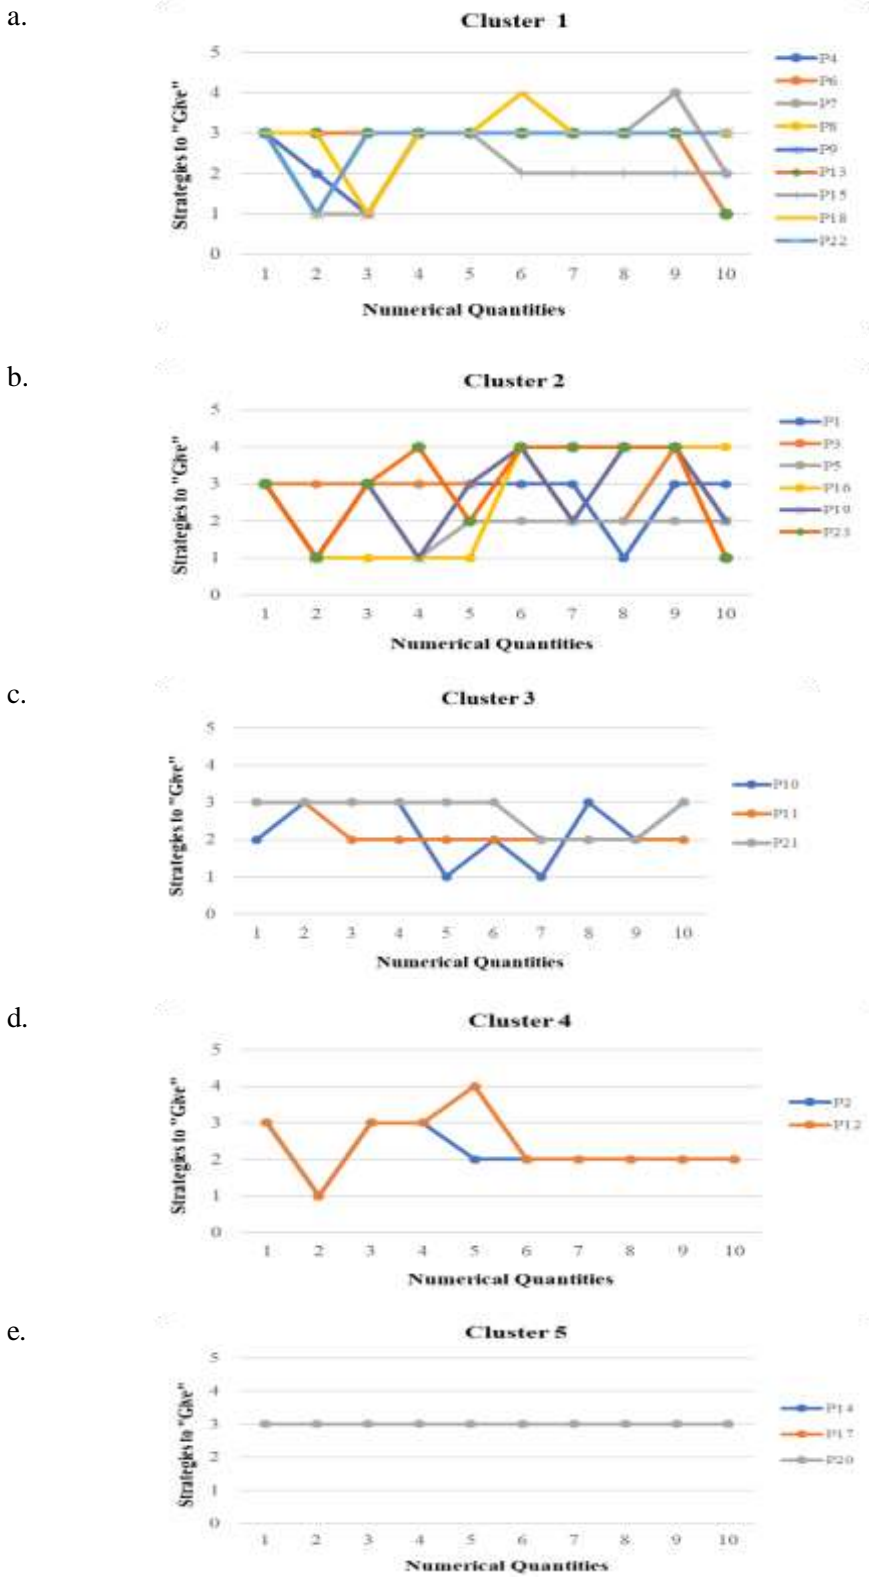 a.
Cluster 1
Strategies to "Give"
5
4
3
2
1
0
1 2 3 4 5 6 7 8 9 10
Numerical Quantities
P4
P6
P7
P8
P9
P13
P15
P18
P22
b.
Cluster 2
Strategies to "Give"
5
4
3
2
1
0
1 2 3 4 5 6 7 8 9 10
Numerical Quantities
P1
P3
P5
P16
P19
P23
c.
Cluster 3
Strategies to "Give"
5
4
3
2
1
0
1 2 3 4 5 6 7 8 9 10
Numerical Quantities
P10
P11
P21
d.
Cluster 4
Strategies to "Give"
5
4
3
2
1
0
1 2 3 4 5 6 7 8 9 10
Numerical Quantities
P2
P12
e.
Cluster 5
Strategies to "Give"
5
4
3
2
1
0
1 2 3 4 5 6 7 8 9 10
Numerical Quantities
P14
P17
P20